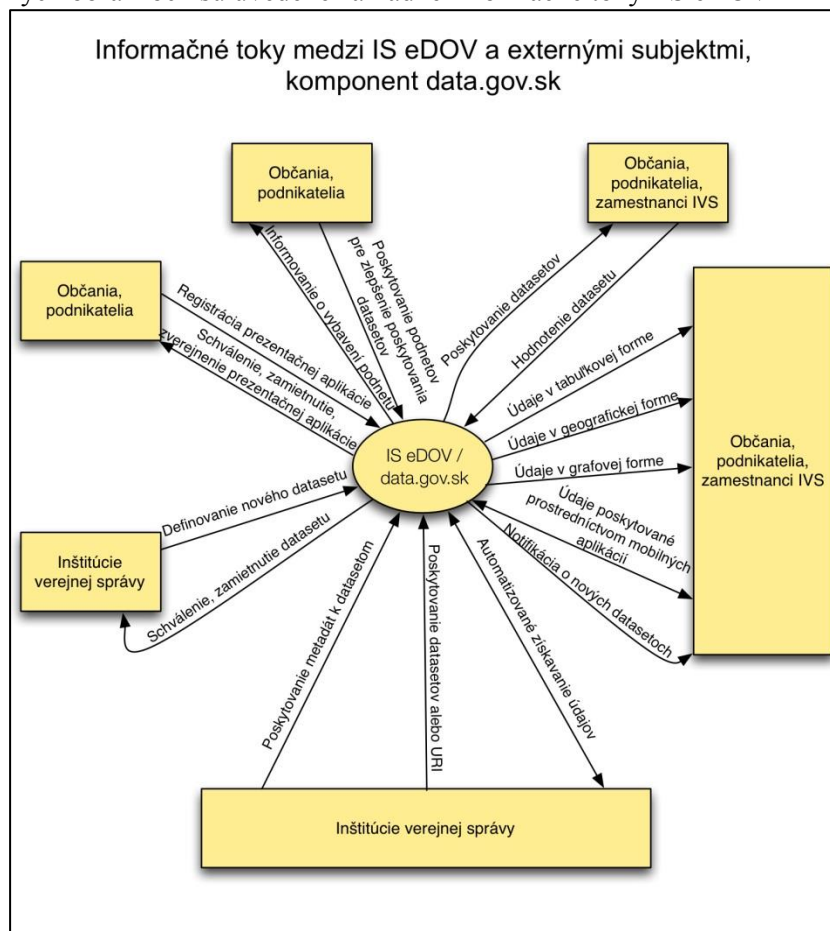 Informačné toky medzi IS eDOV a externými subjektmi,
komponent data.gov.sk
Občania,
podnikatelia
Občania,
podnikatelia,
zamestnanci IVS
Informovanie o vybavení podnetu
Poskytovanie podnetov
pre zlepšenie poskytovania
datasetov
Poskytovanie datasetov
Hodnotenie datasetu
Občania,
podnikatelia
Registrácia prezentačnej aplikácie
Schválenie, zamietnutie,
zverejnenie prezentačnej aplikácie
Údaje v tabuľkovej forme
Údaje v geografickej forme
Údaje v grafovej forme
Údaje poskytované
prostredníctvom mobilných
aplikácií
Notifikácia o nových datasetoch
Občania,
podnikatelia,
zamestnanci IVS
IS eDOV /
data.gov.sk
Definovanie nového datasetu
Schválenie, zamietnutie datasetu
Inštitúcie
verejnej správy
Poskytovanie metadát k datasetom
Poskytovanie datasetov
alebo URI
Automatizované získavanie údajov
Inštitúcie verejnej správy